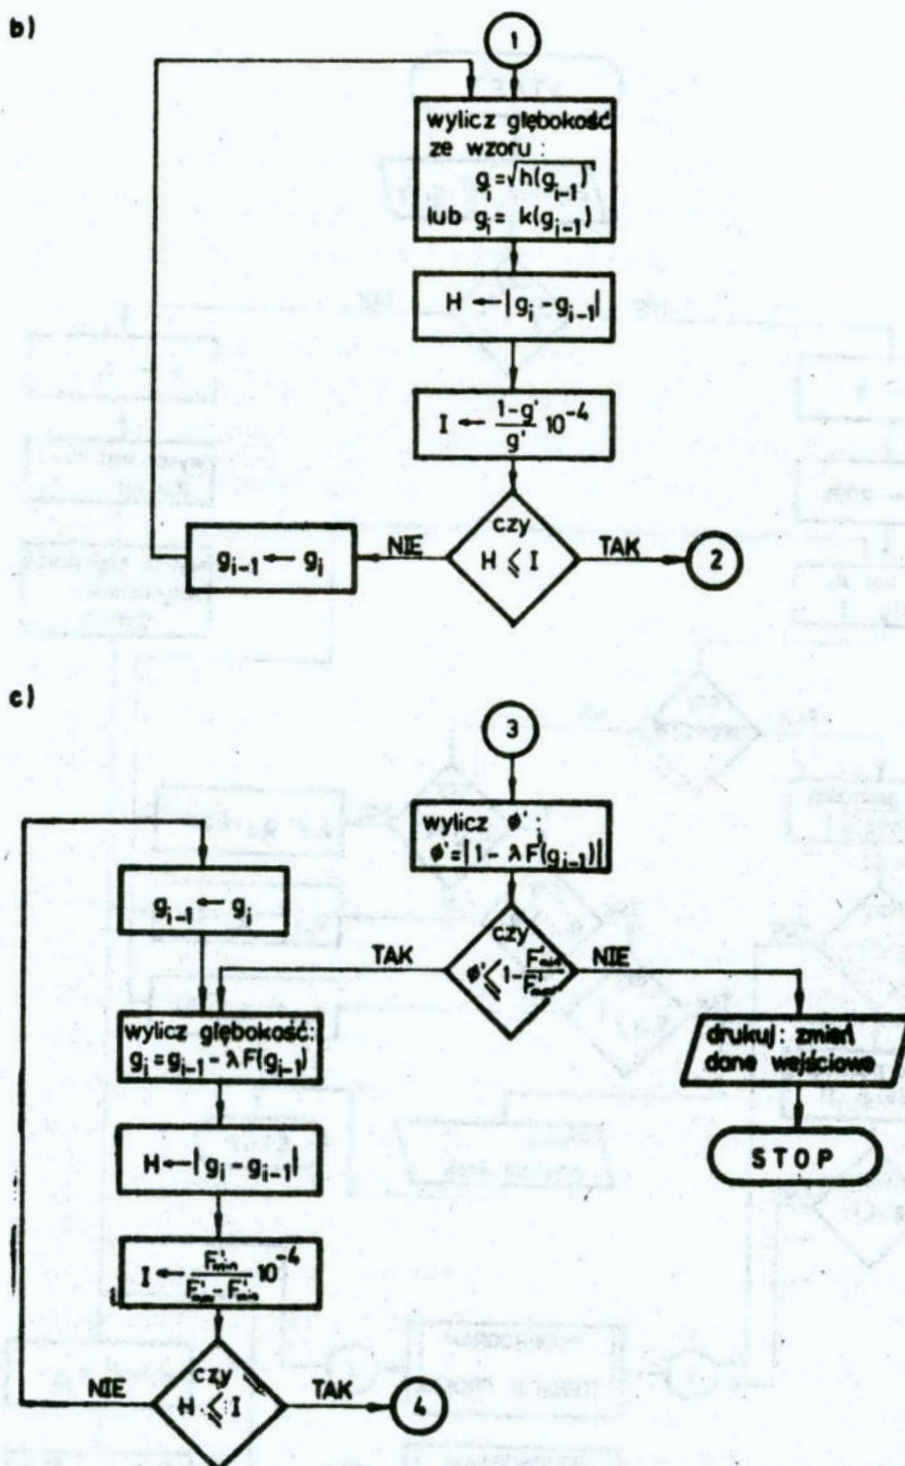 b)
1
wylicz głębokość
ze wzoru :
g_i = √h(g_{i-1})
lub g_i = k(g_{i-1})
H ← | g_i - g_{i-1} |
I ← (1-g')/g' 10^{-4}
czy
H ⩽ I
NIE
TAK
g_{i-1} ← g_i
2
c)
3
wylicz ϕ' :
ϕ' = | 1 - λ F'(g_{i-1}) |
g_{i-1} ← g_i
czy
TAK
NIE
wylicz głębokość:
g_i = g_{i-1} - λ F(g_{i-1})
drukuj : zmień
dane wejściowe
H ← | g_i - g_{i-1} |
STOP
czy
H ⩽ I
NIE
TAK
4